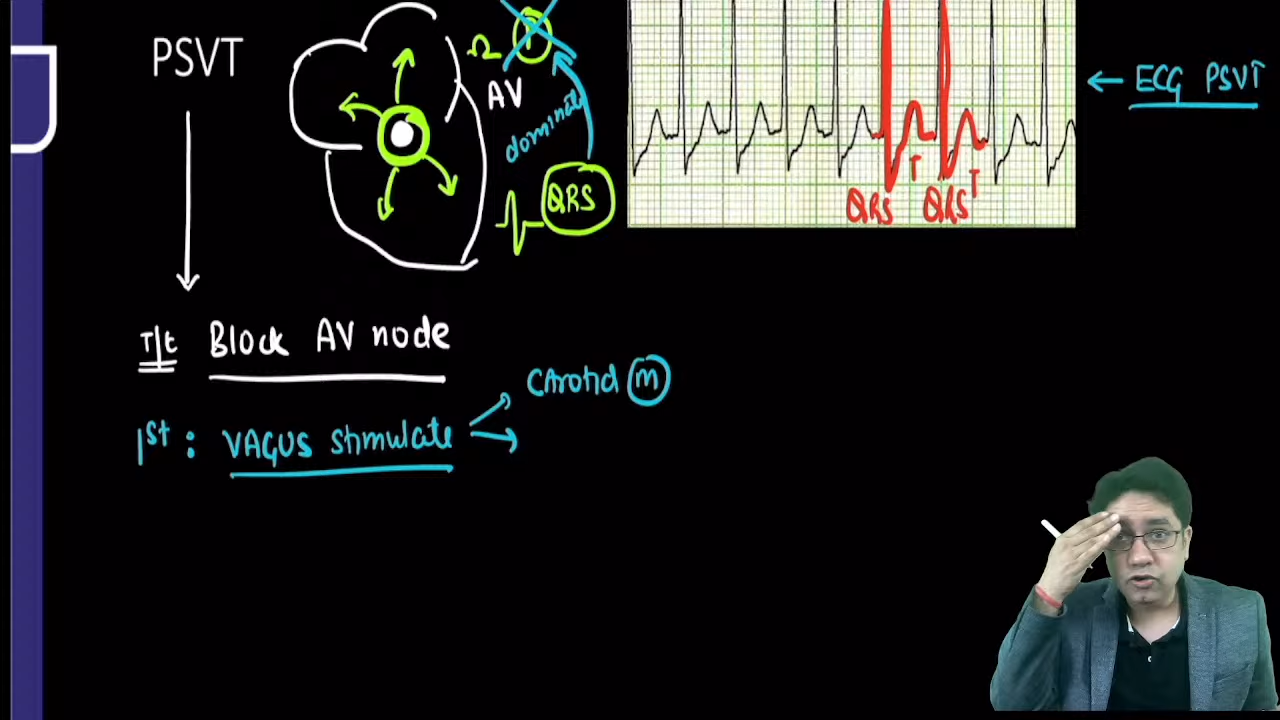 PSVT
P
AV
dominate
QRS
T
T
QRS
QRS
← ECG PSVT
T/t Block AV node
Carotid M
1st : VAGUS stimulate